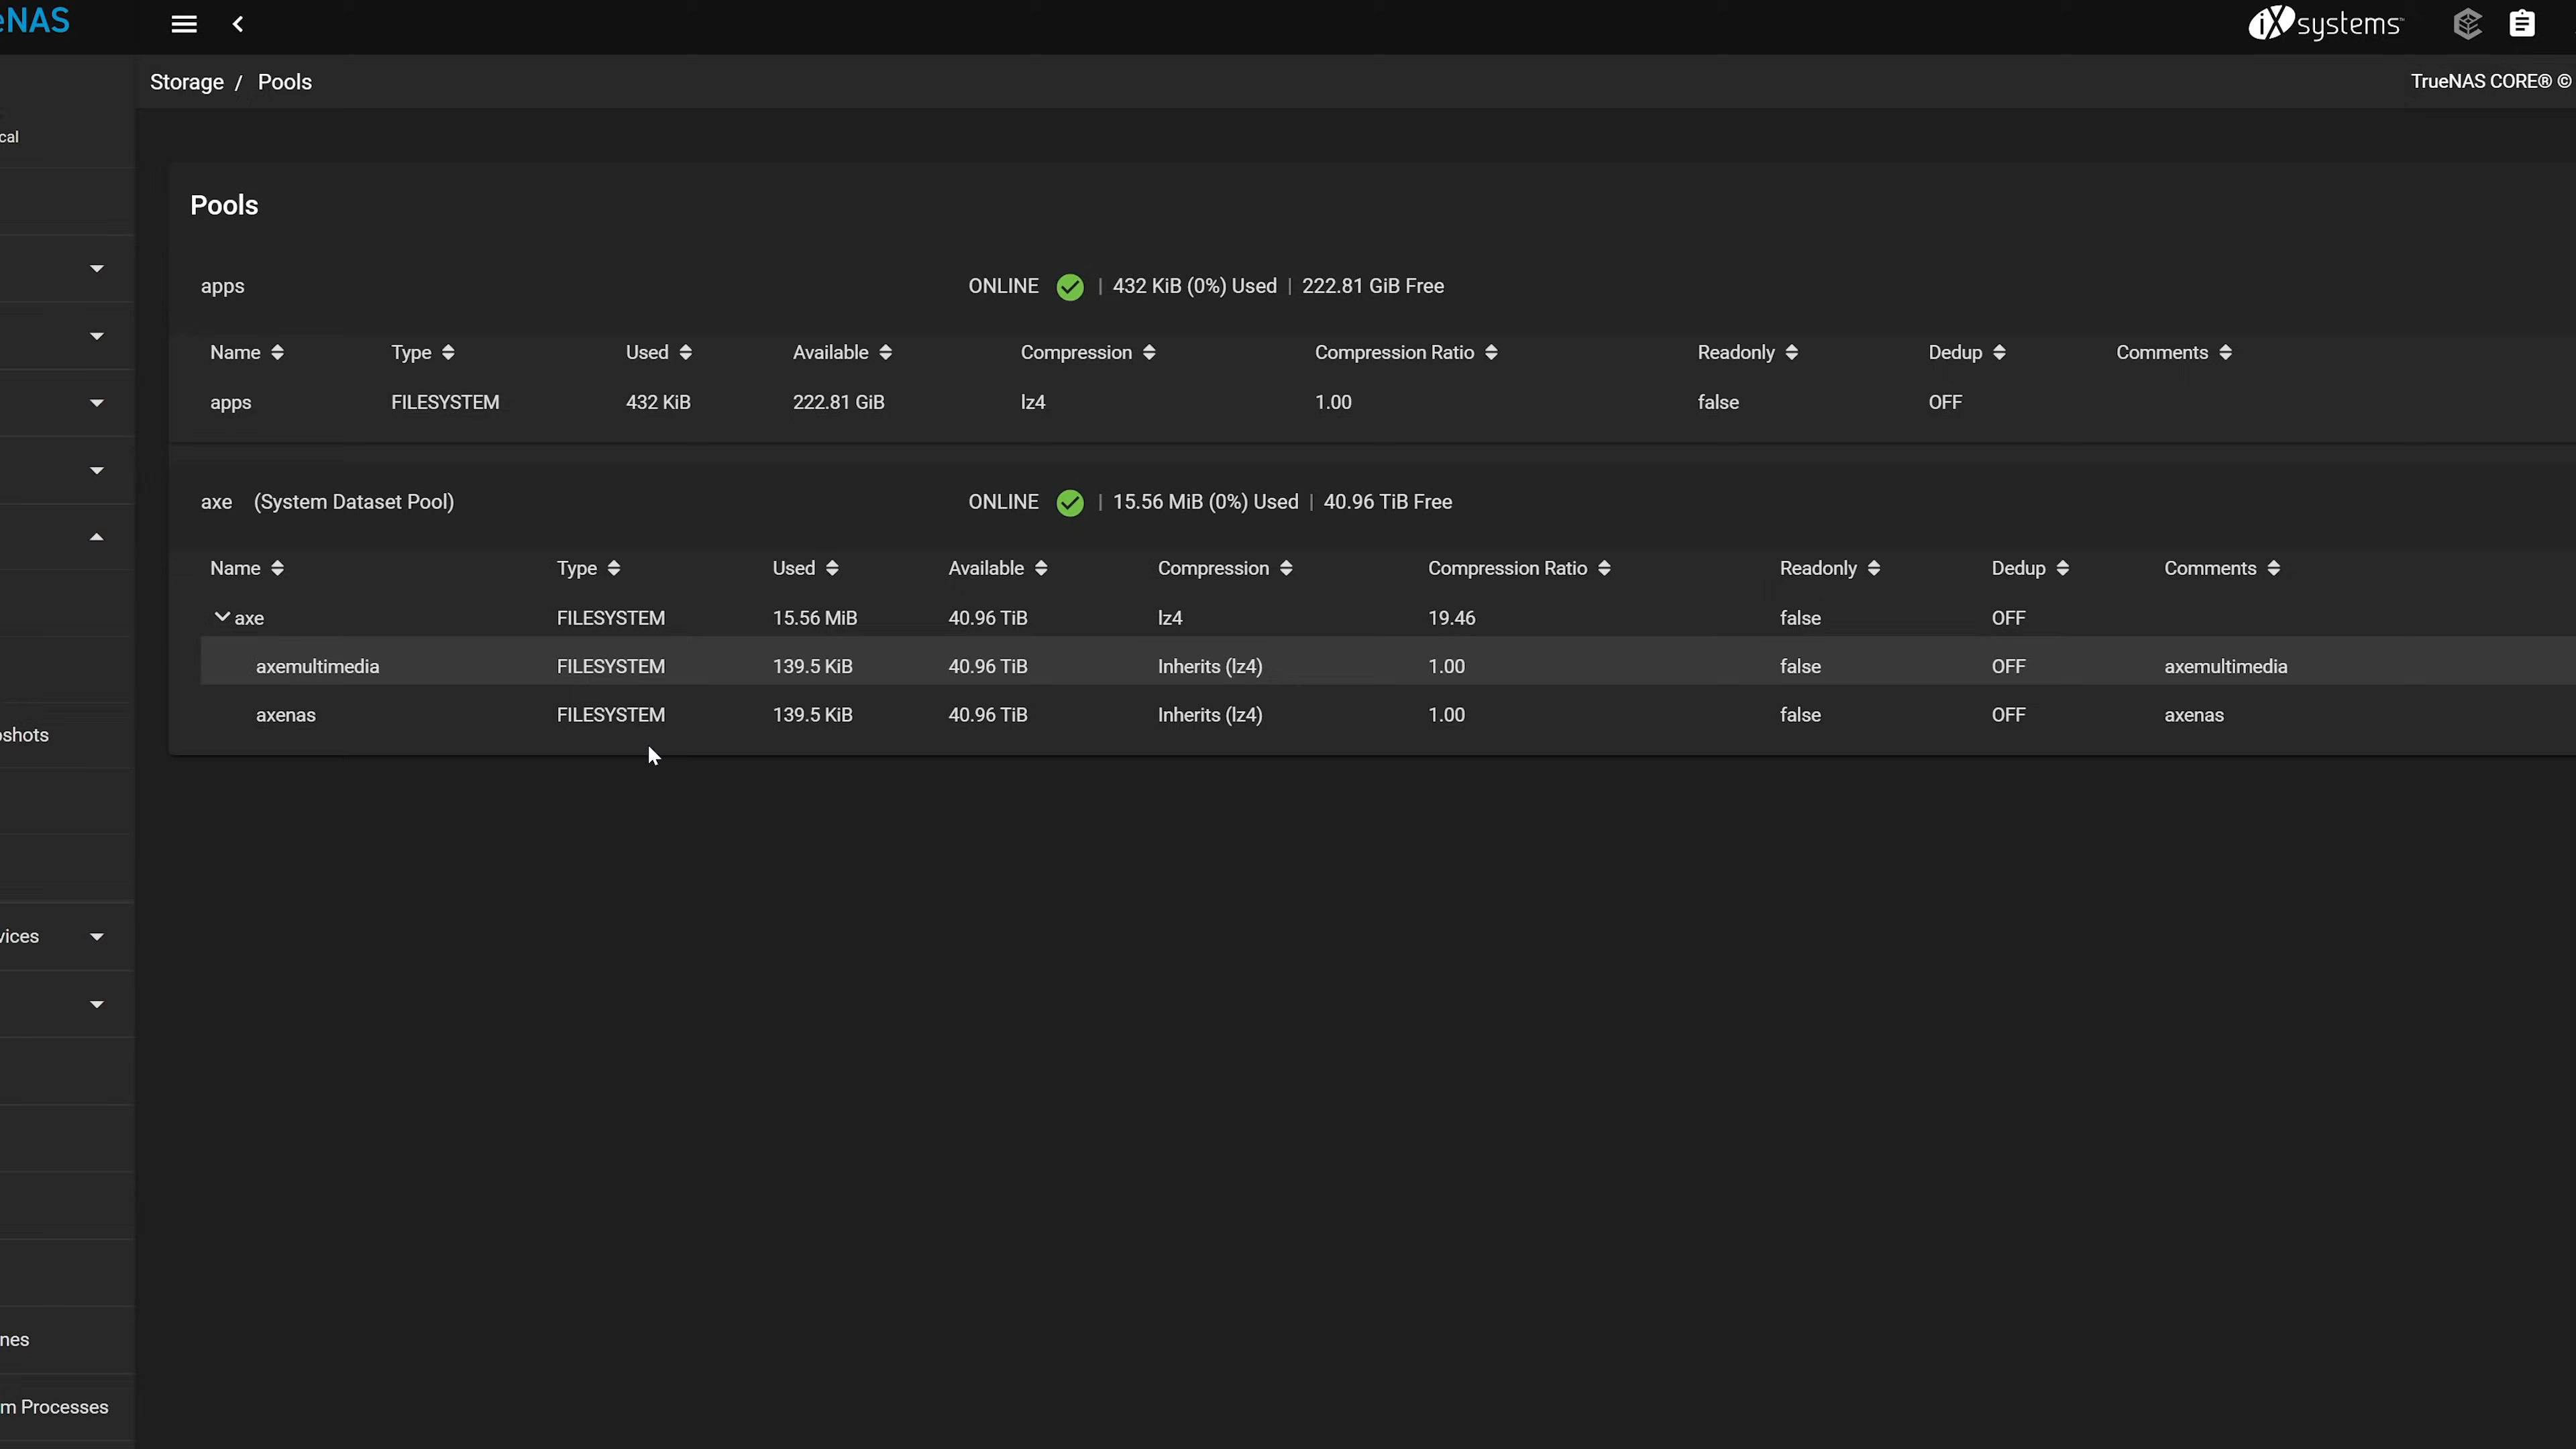 eNAS
iXsystems™
Storage / Pools
TrueNAS CORE® ©
cal
Pools
apps ONLINE | 432 KiB (0%) Used | 222.81 GiB Free
Name Type Used Available Compression Compression Ratio Readonly Dedup Comments
apps FILESYSTEM 432 KiB 222.81 GiB lz4 1.00 false OFF
axe (System Dataset Pool) ONLINE | 15.56 MiB (0%) Used | 40.96 TiB Free
Name Type Used Available Compression Compression Ratio Readonly Dedup Comments
axe FILESYSTEM 15.56 MiB 40.96 TiB lz4 19.46 false OFF
axemultimedia FILESYSTEM 139.5 KiB 40.96 TiB Inherits (lz4) 1.00 false OFF axemultimedia
axenas FILESYSTEM 139.5 KiB 40.96 TiB Inherits (lz4) 1.00 false OFF axenas
pshots
vices
nes
m Processes